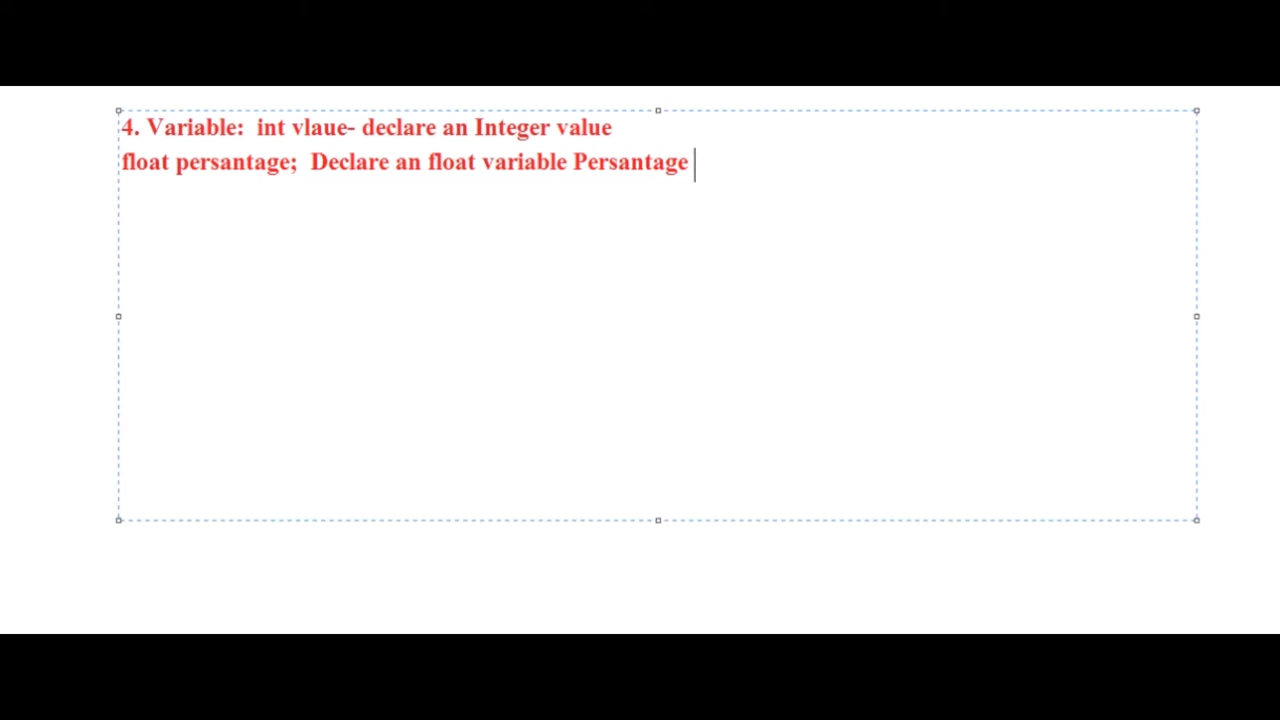 4. Variable:  int vlaue- declare an Integer value
float persantage;  Declare an float variable Persantage